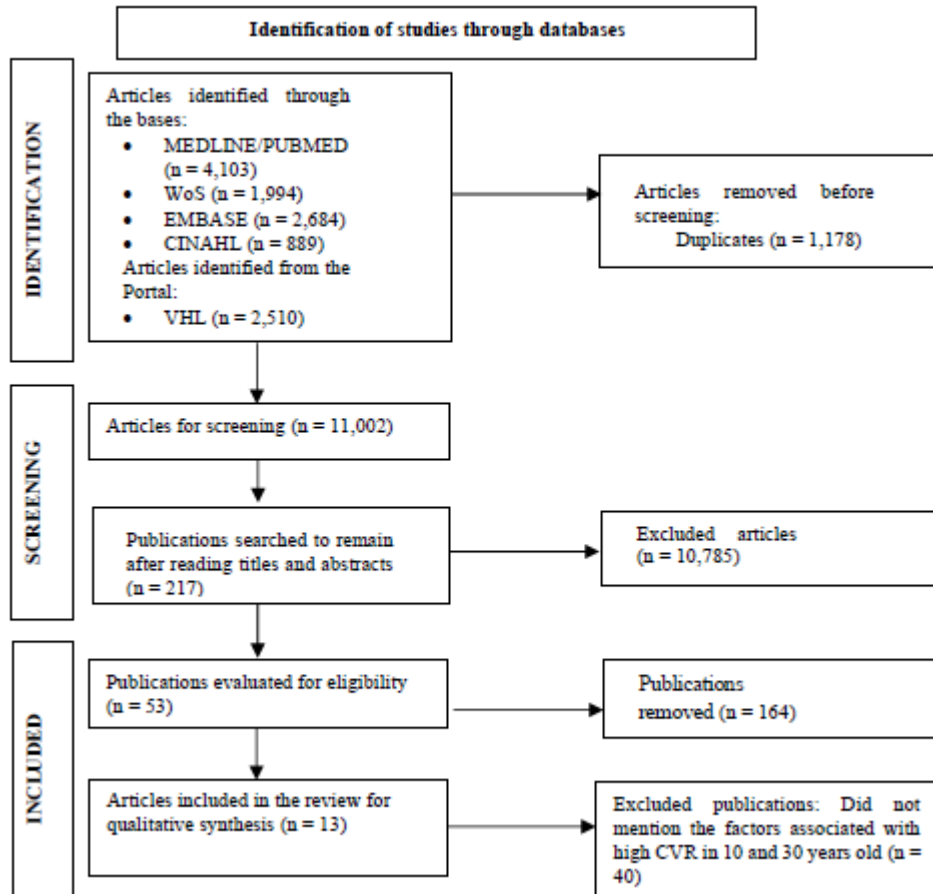 Identification of studies through databases
IDENTIFICATION
Articles identified through
the bases:
• MEDLINE/PUBMED
(n = 4,103)
• WoS (n = 1,994)
• EMBASE (n = 2,684)
• CINAHL (n = 889)
Articles identified from the
Portal:
• VHL (n = 2,510)
Articles removed before
screening:
Duplicates (n = 1,178)
SCREENING
Articles for screening (n = 11,002)
Publications searched to remain
after reading titles and abstracts
(n = 217)
Excluded articles
(n = 10,785)
INCLUDED
Publications evaluated for eligibility
(n = 53)
Publications
removed (n = 164)
Articles included in the review for
qualitative synthesis (n = 13)
Excluded publications: Did not
mention the factors associated with
high CVR in 10 and 30 years old (n =
40)